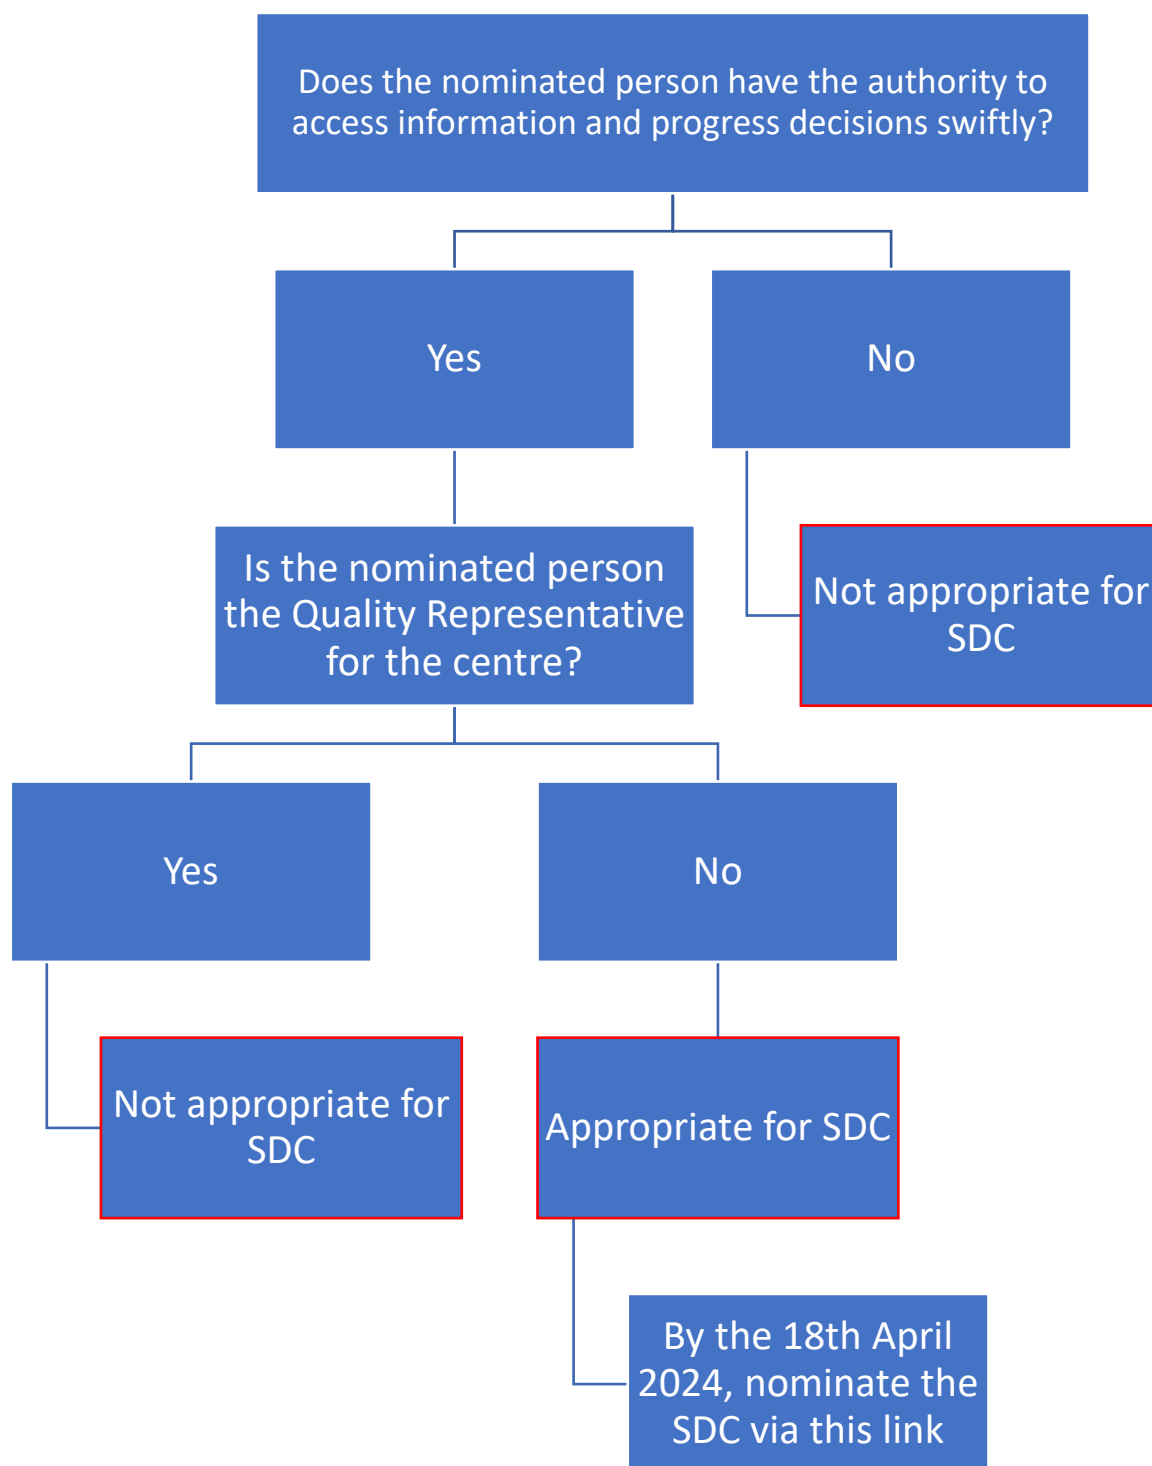 Does the nominated person have the authority to
access information and progress decisions swiftly?
Yes
No
Is the nominated person
the Quality Representative
for the centre?
Not appropriate for
SDC
Yes
No
Not appropriate for
SDC
Appropriate for SDC
By the 18th April
2024, nominate the
SDC via this link